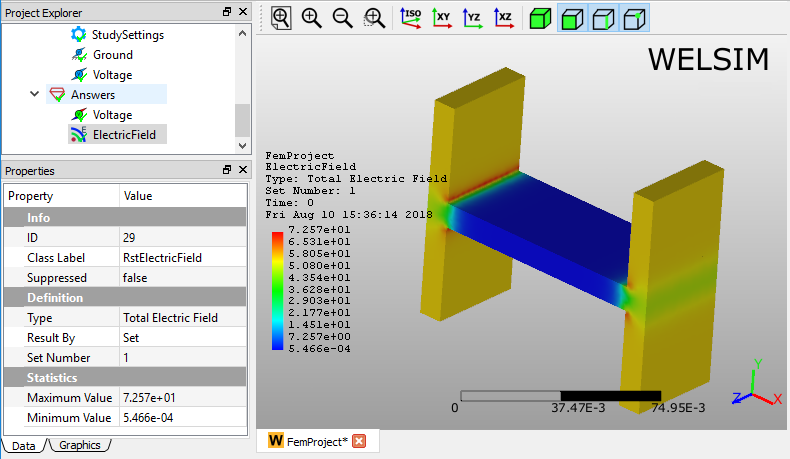 Project Explorer
StudySettings
Ground
Voltage
Answers
Voltage
E
ElectricField
Properties
Property Value
Info
ID 29
Class Label RstElectricField
Suppressed false
Definition
Type Total Electric Field
Result By Set
Set Number 1
Statistics
Maximum Value 7.257e+01
Minimum Value 5.466e-04
Data Graphics
ISO XY YZ XZ
WELSIM
FemProject
ElectricField
Type: Total Electric Field
Set Number: 1
Time: 0
Fri Aug 10 15:36:14 2018
7.257e+01
6.531e+01
5.805e+01
5.080e+01
4.354e+01
3.628e+01
2.903e+01
2.177e+01
1.451e+01
7.257e+00
5.466e-04
0 37.47E-3 74.95E-3
Y
Z X
W FemProject*